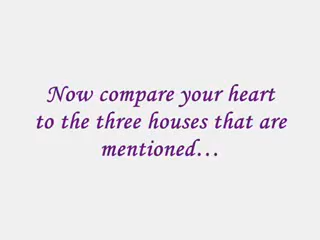 Now compare your heart
to the three houses that are
mentioned…